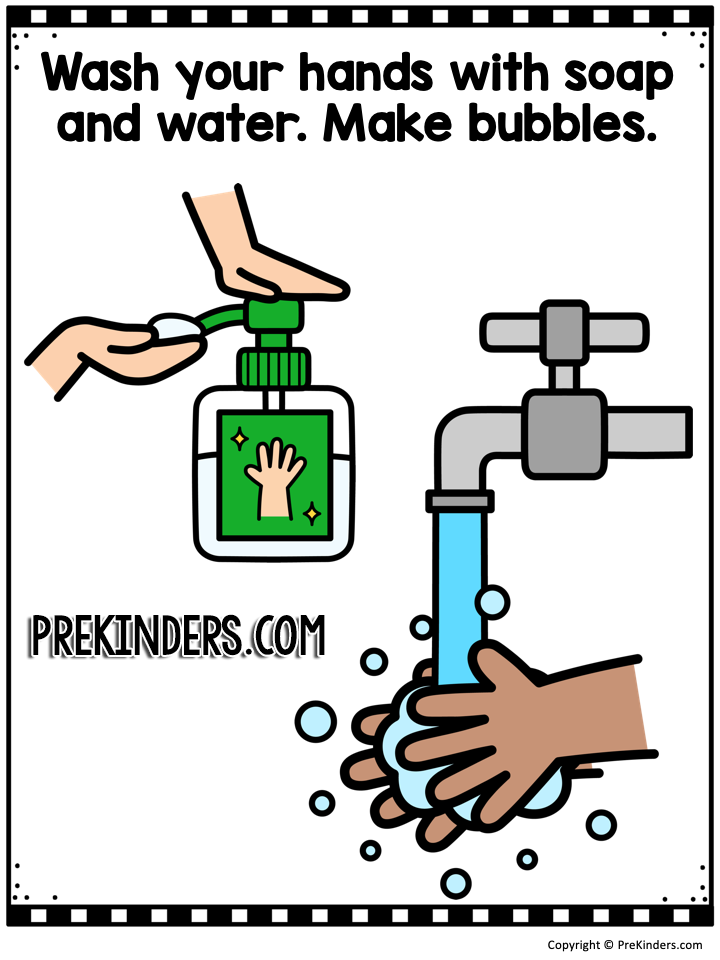 Wash your hands with soap
and water. Make bubbles.
PREKINDERS.COM
Copyright © PreKinders.com